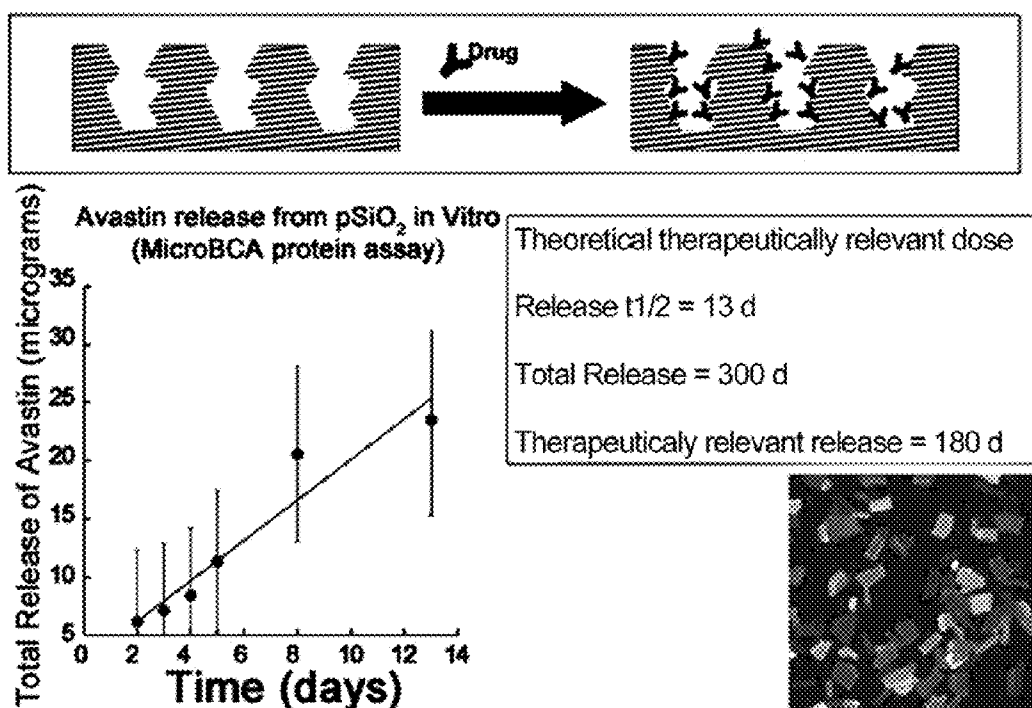 Drug
Avastin release from pSiO2 in Vitro
(MicroBCA protein assay)
Total Release of Avastin (micrograms)
35
30
25
20
15
10
5
0 2 4 6 8 10 12 14
Time (days)
Theoretical therapeutically relevant dose
Release t1/2 = 13 d
Total Release = 300 d
Therapeuticaly relevant release = 180 d